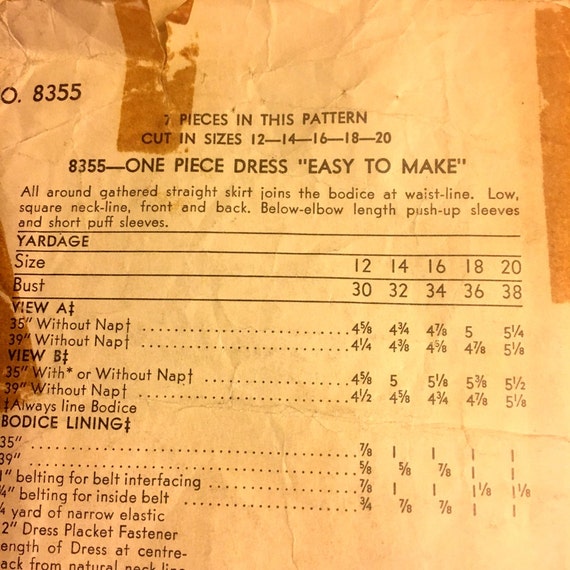 O. 8355
7 PIECES IN THIS PATTERN
CUT IN SIZES 12—14—16—18—20
8355—ONE PIECE DRESS "EASY TO MAKE"
All around gathered straight skirt joins the bodice at waist-line. Low,
square neck-line, front and back. Below-elbow length push-up sleeves
and short puff sleeves.
YARDAGE
Size 12 14 16 18 20
Bust 30 32 34 36 38
VIEW A‡
35" Without Nap† 4⅝ 4¾ 4⅞ 5 5¼
39" Without Nap† 4¼ 4⅜ 4⅝ 4⅞ 5⅛
VIEW B‡
35" With* or Without Nap† 4⅝ 5 5⅛ 5⅜ 5½
39" Without Nap† 4½ 4⅝ 4¾ 4⅞ 5⅛
‡Always line Bodice
BODICE LINING‡
35" ⅞ 1 1 1 1
39" ⅝ ⅝ ⅞ 1 1
1" belting for belt interfacing ⅞ 1 1 1⅛ 1⅛
¼" belting for inside belt ¾ ⅞ ⅞ 1 1
yard of narrow elastic
2" Dress Placket Fastener
ength of Dress at centre-
ack from natural neck-line